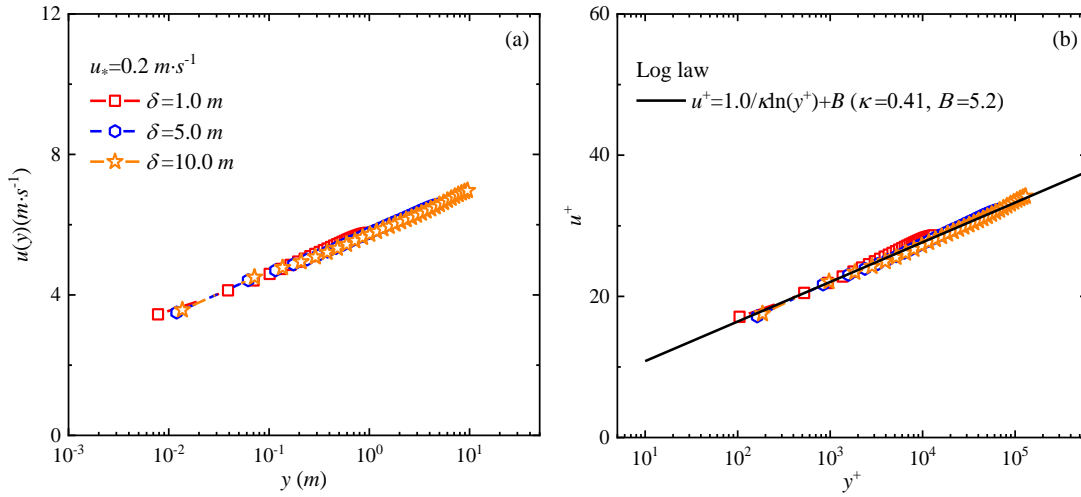 (a)
u*=0.2 m·s⁻¹
δ=1.0 m
δ=5.0 m
δ=10.0 m
u(y)(m·s⁻¹)
12
8
4
0
10⁻³ 10⁻² 10⁻¹ 10⁰ 10¹
y (m)
(b)
Log law
u⁺=1.0/κln(y⁺)+B (κ=0.41, B=5.2)
u⁺
60
40
20
0
10¹ 10² 10³ 10⁴ 10⁵
y⁺